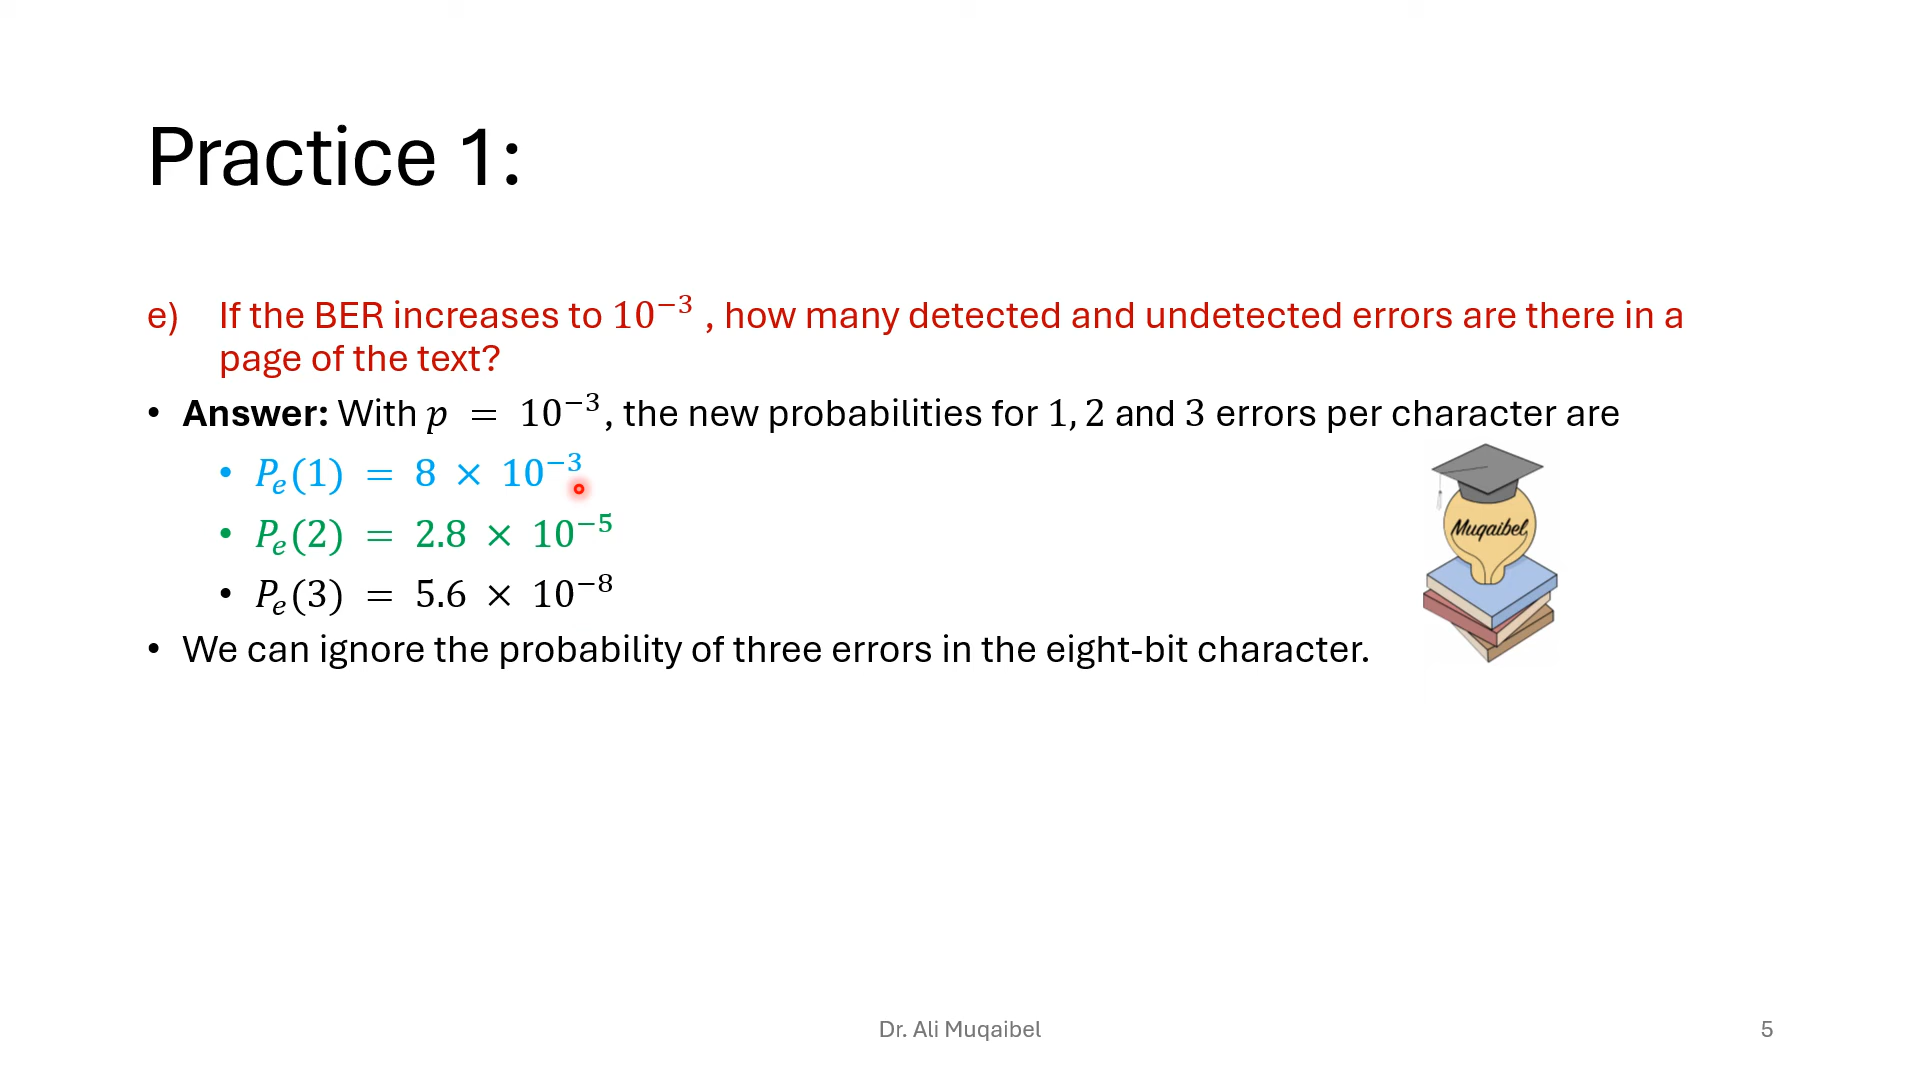 Practice 1:
e) If the BER increases to 10⁻³ , how many detected and undetected errors are there in a
page of the text?
• Answer: With p = 10⁻³, the new probabilities for 1, 2 and 3 errors per character are
• Pₑ(1) = 8 × 10⁻³
• Pₑ(2) = 2.8 × 10⁻⁵
• Pₑ(3) = 5.6 × 10⁻⁸
Muqaibel
• We can ignore the probability of three errors in the eight-bit character.
Dr. Ali Muqaibel
5